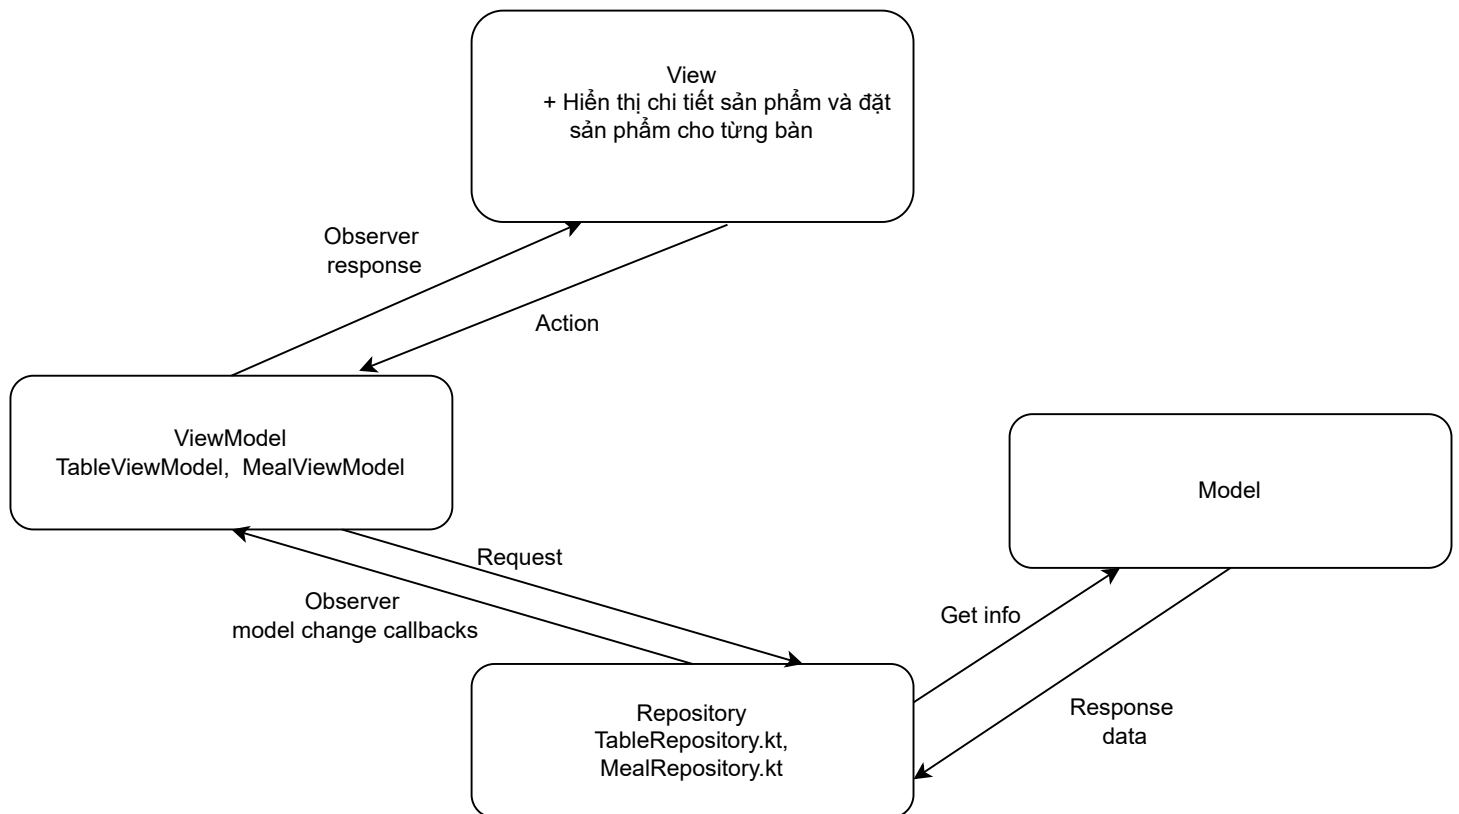 View
+ Hiển thị chi tiết sản phẩm và đặt
sản phẩm cho từng bàn
Observer
response
Action
ViewModel
TableViewModel,  MealViewModel
Model
Request
Observer
model change callbacks
Get info
Repository
TableRepository.kt,
MealRepository.kt
Response
data